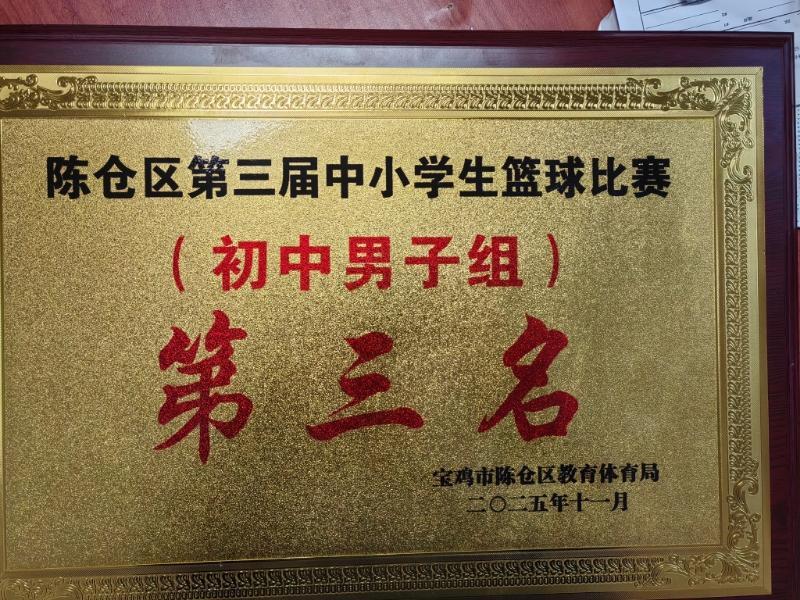 陈仓区第三届中小学生篮球比赛
（初中男子组）
第三名
宝鸡市陈仓区教育体育局
二〇二五年十一月